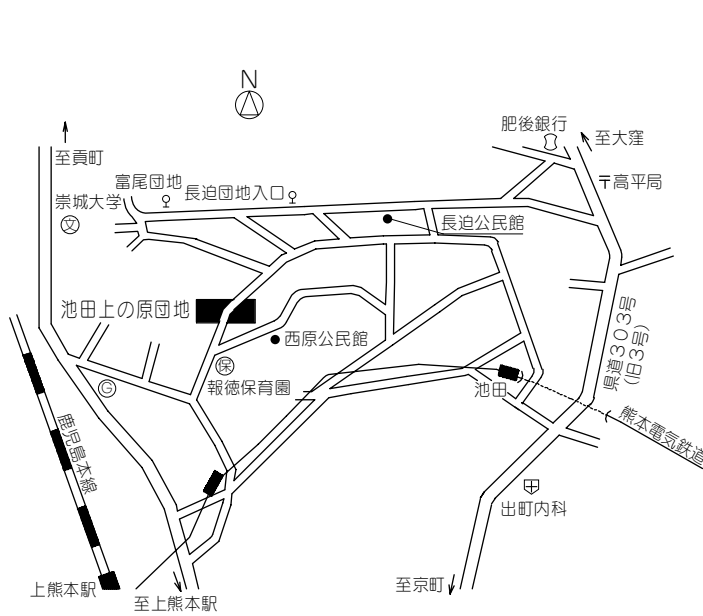 N
肥後銀行
至大窪
至貢町
富尾団地
長迫団地入口
〒高平局
崇城大学
文
長迫公民館
池田上の原団地
西原公民館
県道303号
(旧3号)
保
報徳保育園
池田
G
熊本電気鉄道
鹿児島本線
出町内科
上熊本駅
至上熊本駅
至京町